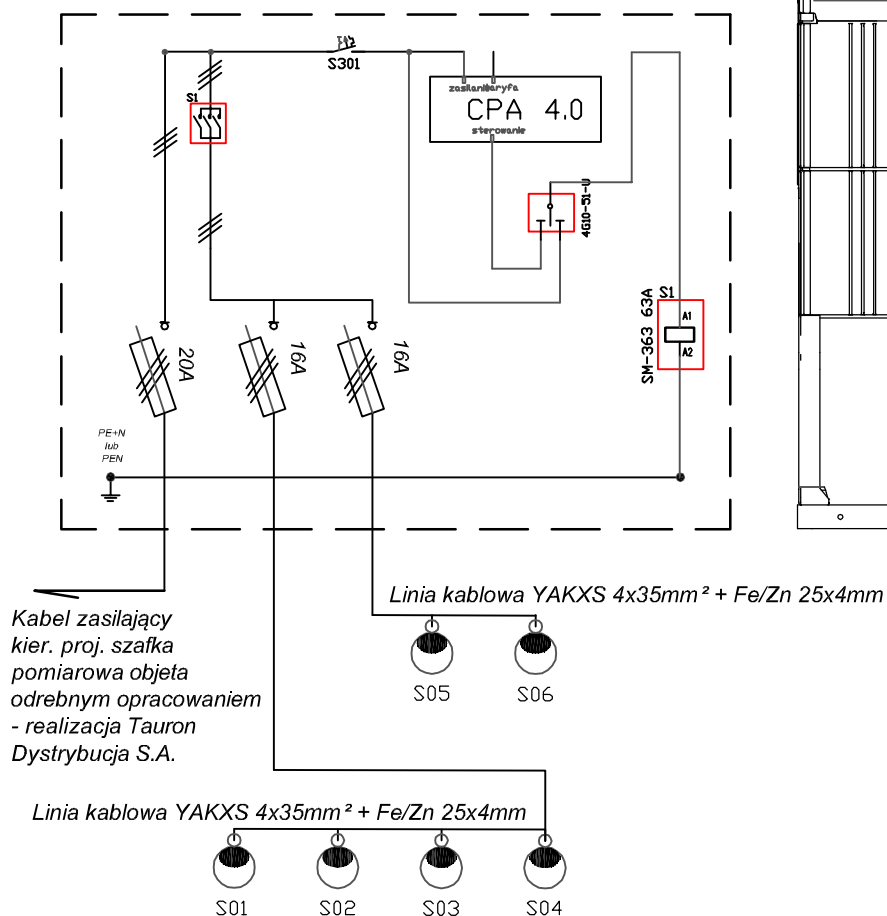 S301
S1
zasilanie
taryfa
CPA 4.0
sterowanie
4G10-51-U
S1
SM-363 63A
A1
A2
20A
16A
16A
PE+N
lub
PEN
Linia kablowa YAKXS 4x35mm² + Fe/Zn 25x4mm
Kabel zasilający
kier. proj. szafka
pomiarowa objeta
odrebnym opracowaniem
- realizacja Tauron
Dystrybucja S.A.
S05
S06
Linia kablowa YAKXS 4x35mm² + Fe/Zn 25x4mm
S01
S02
S03
S04